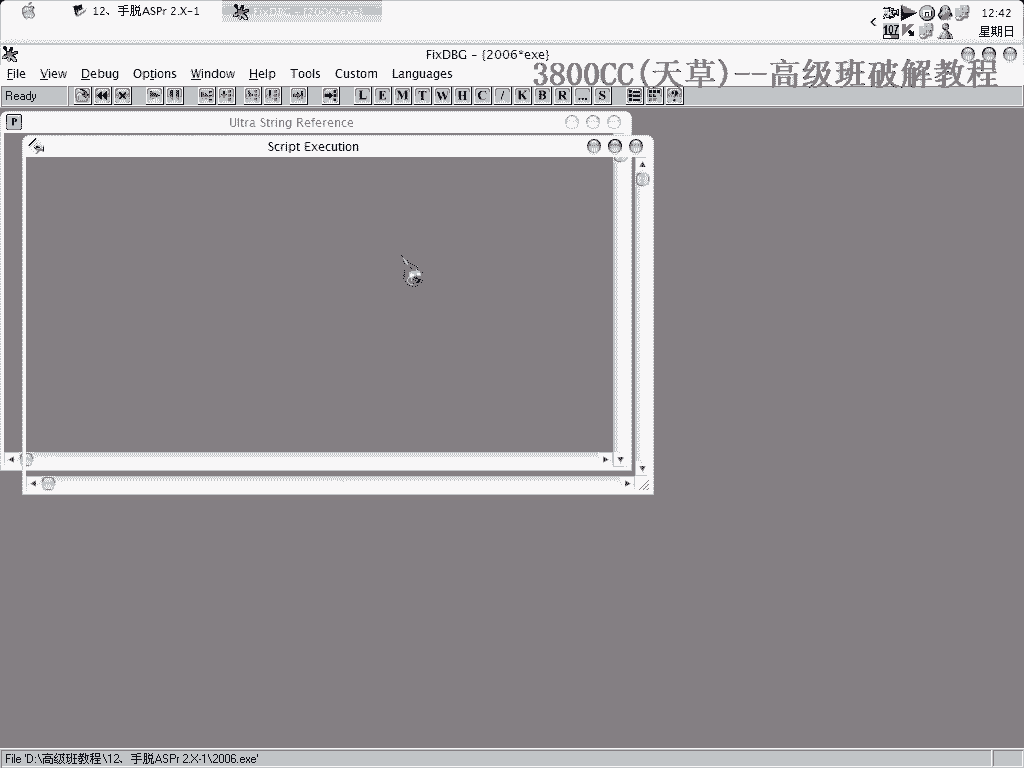 12、手脱ASPr 2.X-1
FixDBG - [2006*exe]
12:42
107
K
星期日
FixDBG - {2006*exe}
File View Debug Options Window Help Tools Custom Languages
3800CC(天草)--高级班破解教程
Ready
L E M T W H C / K B R ... S
?
P
Ultra String Reference
Script Execution
File 'D:\高级班教程\12、手脱ASPr 2.X-1\2006.exe'